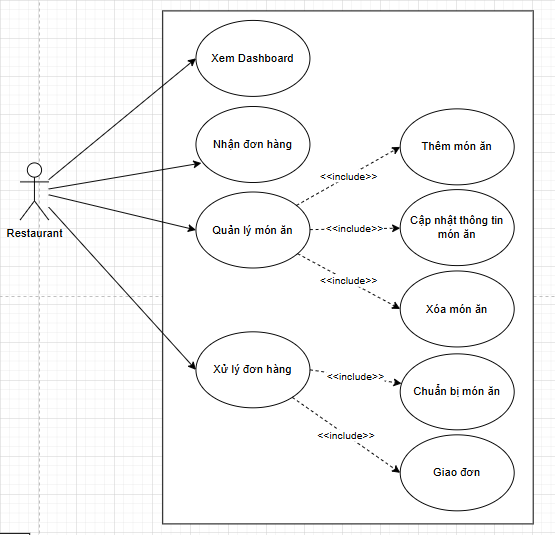 Xem Dashboard
Nhận đơn hàng
Thêm món ăn
<<include>>
Restaurant
Quản lý món ăn
<<include>>
Cập nhật thông tin
món ăn
<<include>>
Xóa món ăn
Xử lý đơn hàng
<<include>>
Chuẩn bị món ăn
<<include>>
Giao đơn